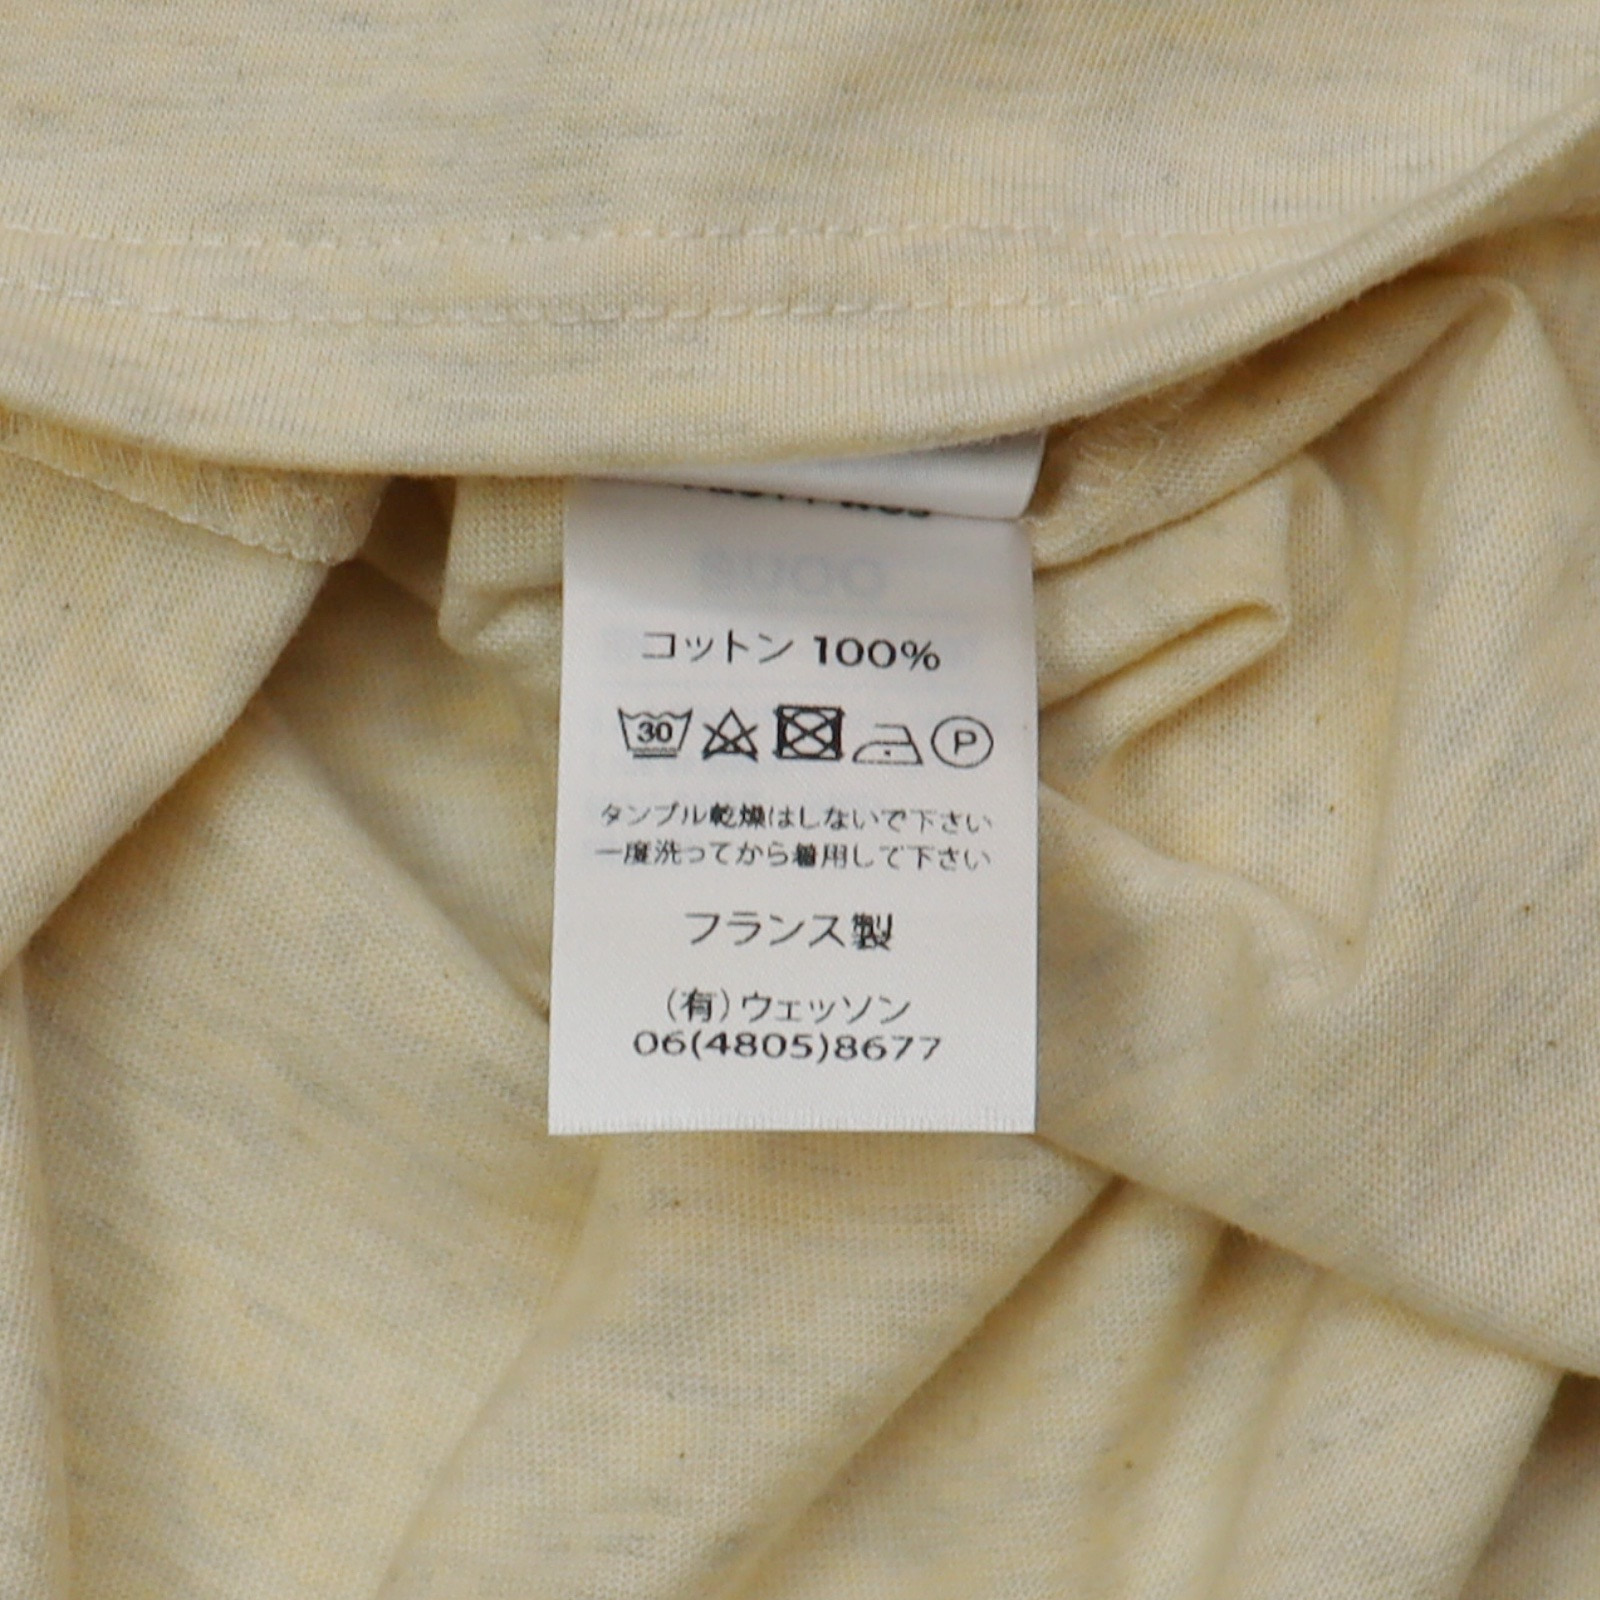 コットン 100%
30 P
タンブル乾燥はしないで下さい
一度洗ってから着用して下さい
フランス製
(有)ウェッソン
06(4805)8677